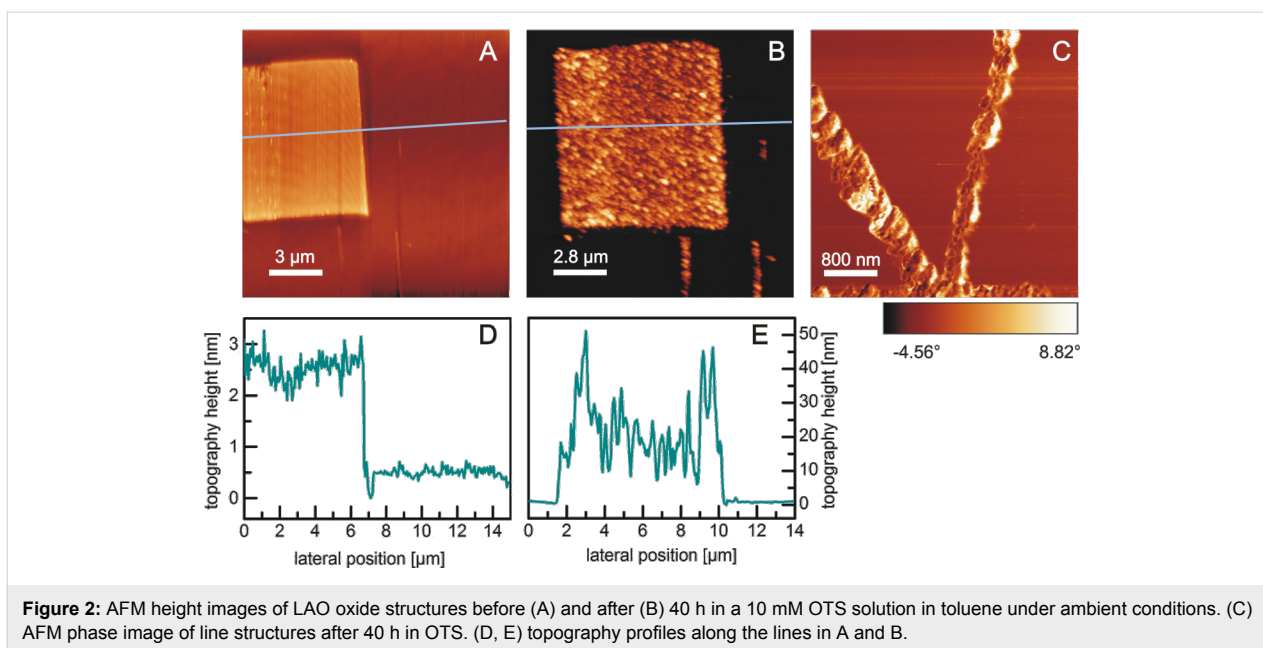 A
B
C
3 µm
2.8 µm
800 nm
-4.56°
8.82°
D
E
topography height [nm]
3
2
1
0
0
2
4
6
8
10
12
14
lateral position [µm]
50
40
30
20
10
0
topography height [nm]
0
2
4
6
8
10
12
14
lateral position [µm]
Figure 2: AFM height images of LAO oxide structures before (A) and after (B) 40 h in a 10 mM OTS solution in toluene under ambient conditions. (C)
AFM phase image of line structures after 40 h in OTS. (D, E) topography profiles along the lines in A and B.